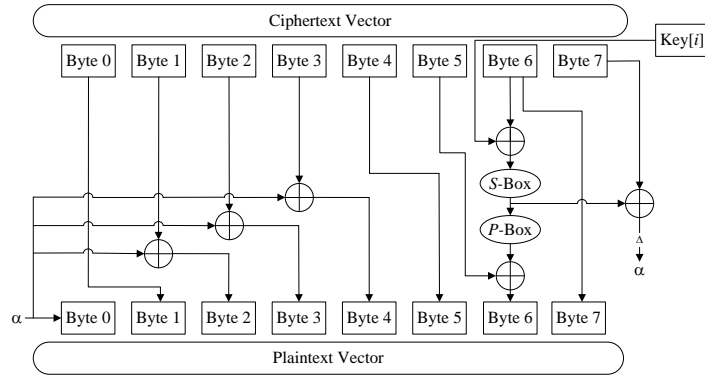 Ciphertext Vector
Key[i]
Byte 0 Byte 1 Byte 2 Byte 3 Byte 4 Byte 5 Byte 6 Byte 7
S-Box
P-Box
Δ
α
α
Byte 0 Byte 1 Byte 2 Byte 3 Byte 4 Byte 5 Byte 6 Byte 7
Plaintext Vector